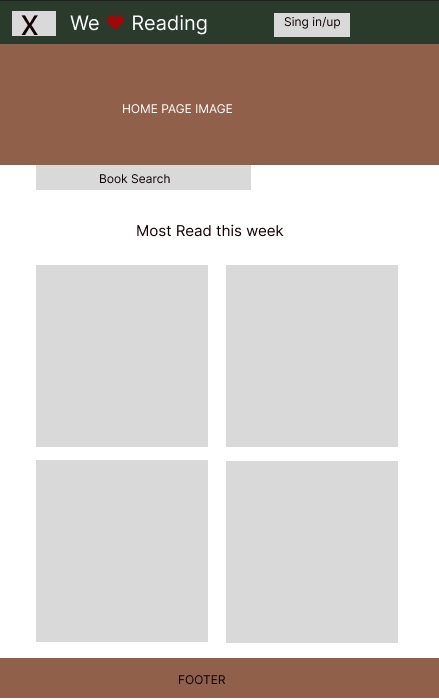 X We ❤ Reading Sing in/up
HOME PAGE IMAGE
Book Search
Most Read this week
FOOTER